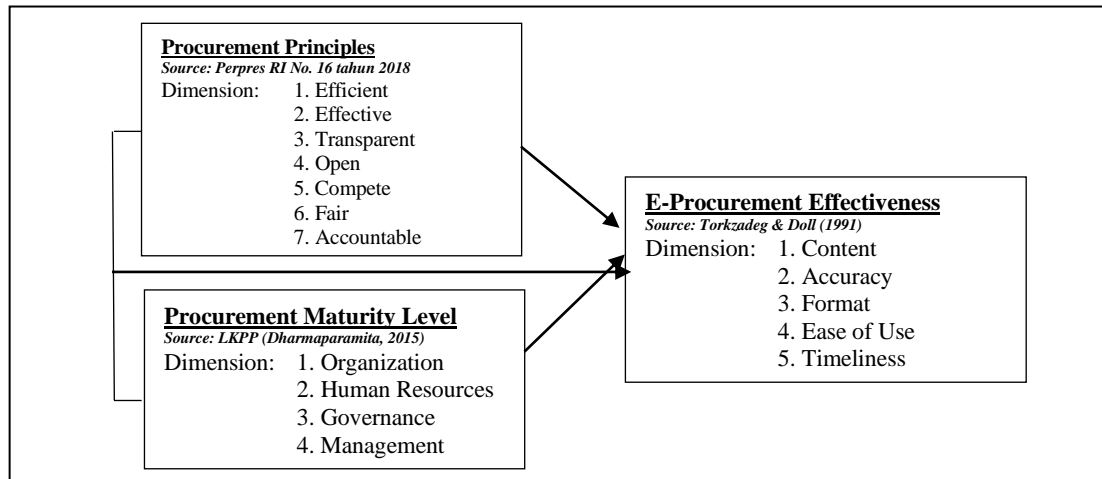 Procurement Principles
Source: Perpres RI No. 16 tahun 2018
Dimension: 1. Efficient
2. Effective
3. Transparent
4. Open
5. Compete
6. Fair
7. Accountable
Procurement Maturity Level
Source: LKPP (Dharmaparamita, 2015)
Dimension: 1. Organization
2. Human Resources
3. Governance
4. Management
E-Procurement Effectiveness
Source: Torkzadeg & Doll (1991)
Dimension: 1. Content
2. Accuracy
3. Format
4. Ease of Use
5. Timeliness